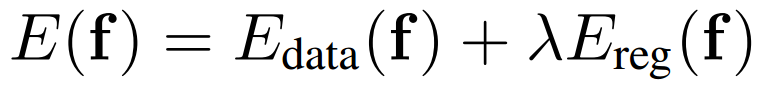 E(f) = E_data(f) + λE_reg(f)